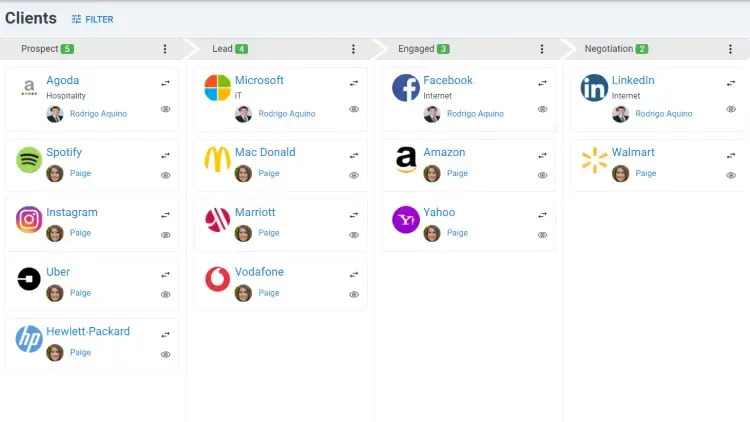 Clients FILTER
Prospect 5
Lead 4
Engaged 3
Negotiation 2
a Agoda
Hospitality
Rodrigo Aquino
Spotify
Paige
Instagram
Paige
Uber
Paige
hp Hewlett-Packard
Paige
Microsoft
IT
Rodrigo Aquino
Mac Donald
Paige
Marriott
Paige
Vodafone
Paige
f Facebook
Internet
Rodrigo Aquino
a Amazon
Paige
Y! Yahoo
Paige
in LinkedIn
Internet
Rodrigo Aquino
Walmart
Paige